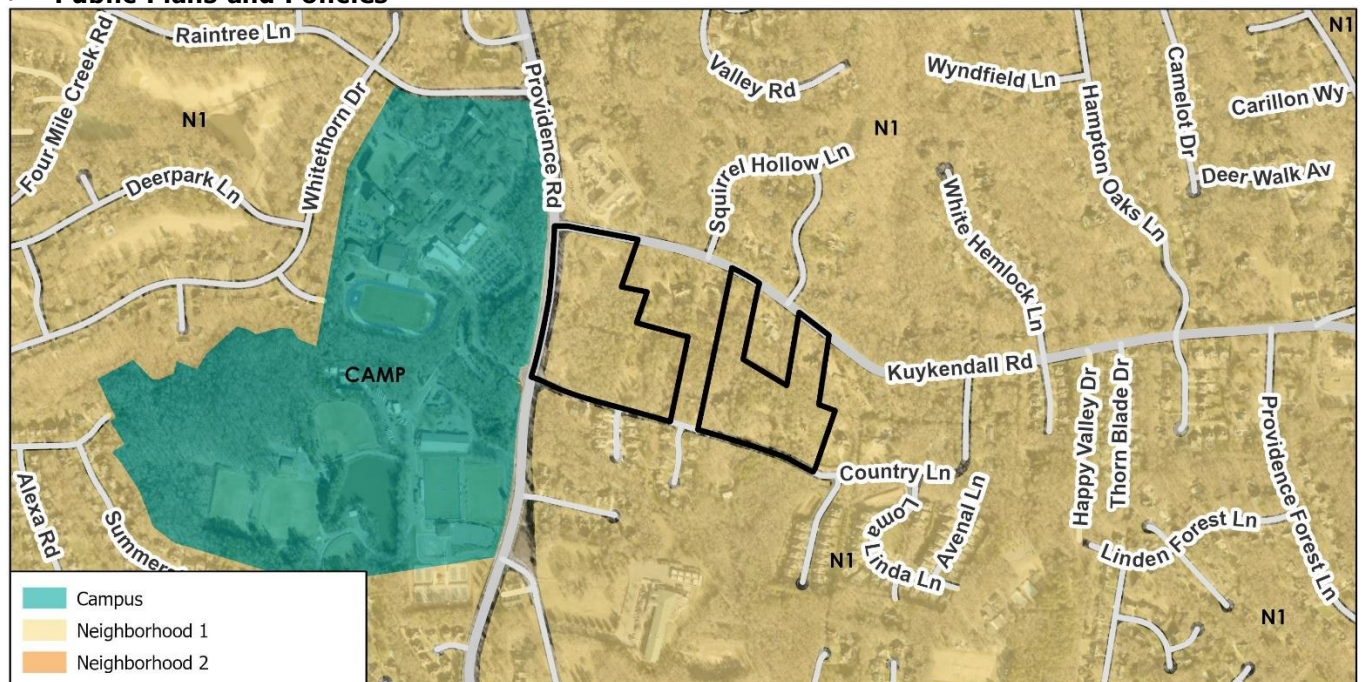 Public Plans and Policies
Four Mile Creek Rd
Raintree Ln
Whitethorn Dr
Providence Rd
Valley Rd
Wyndfield Ln
Hampton Oaks Ln
Camelot Dr
Carillon Wy
N1
N1
N1
Deerpark Ln
Squirrel Hollow Ln
White Hemlock Ln
Deer Walk Av
CAMP
Kuykendall Rd
Country Ln
Loma Linda Ln
Avenal Ln
Happy Valley Dr
Thorn Blade Dr
Linden Forest Ln
Providence Forest Ln
Alexa Rd
N1
N1
Campus
Neighborhood 1
Neighborhood 2